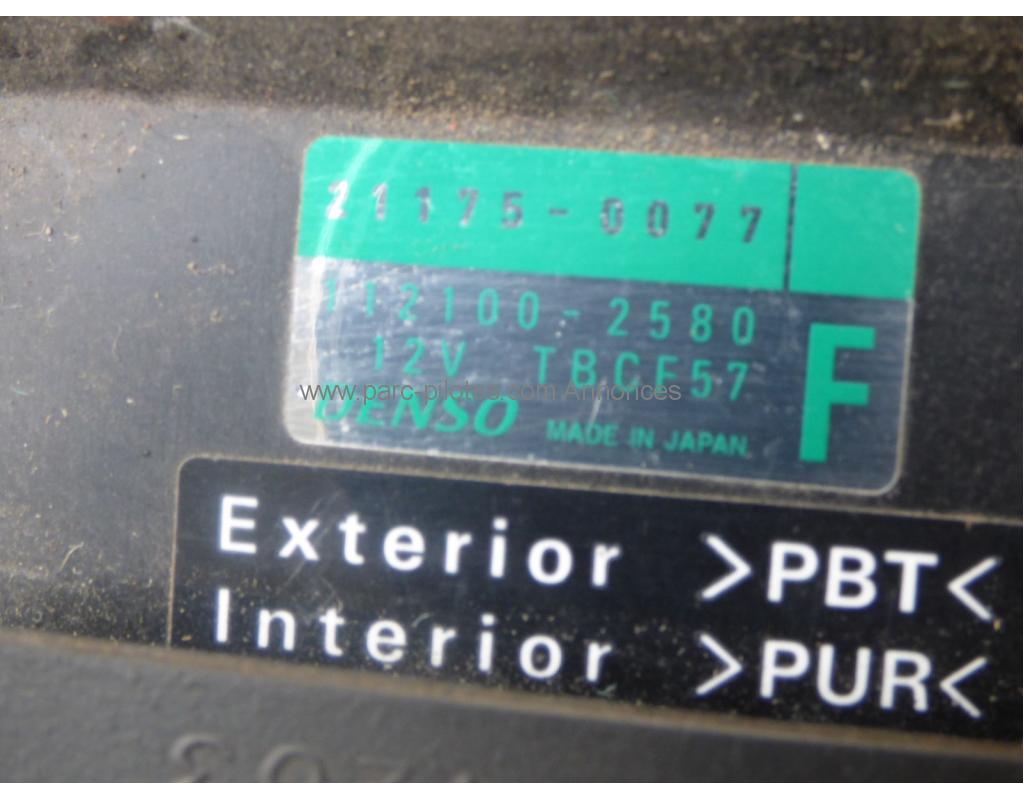 21175-0077
112100-2580
12V TBCF57
www.parc-pilotes.com Annonces
DENSO MADE IN JAPAN
F
Exterior >PBT<
Interior >PUR<